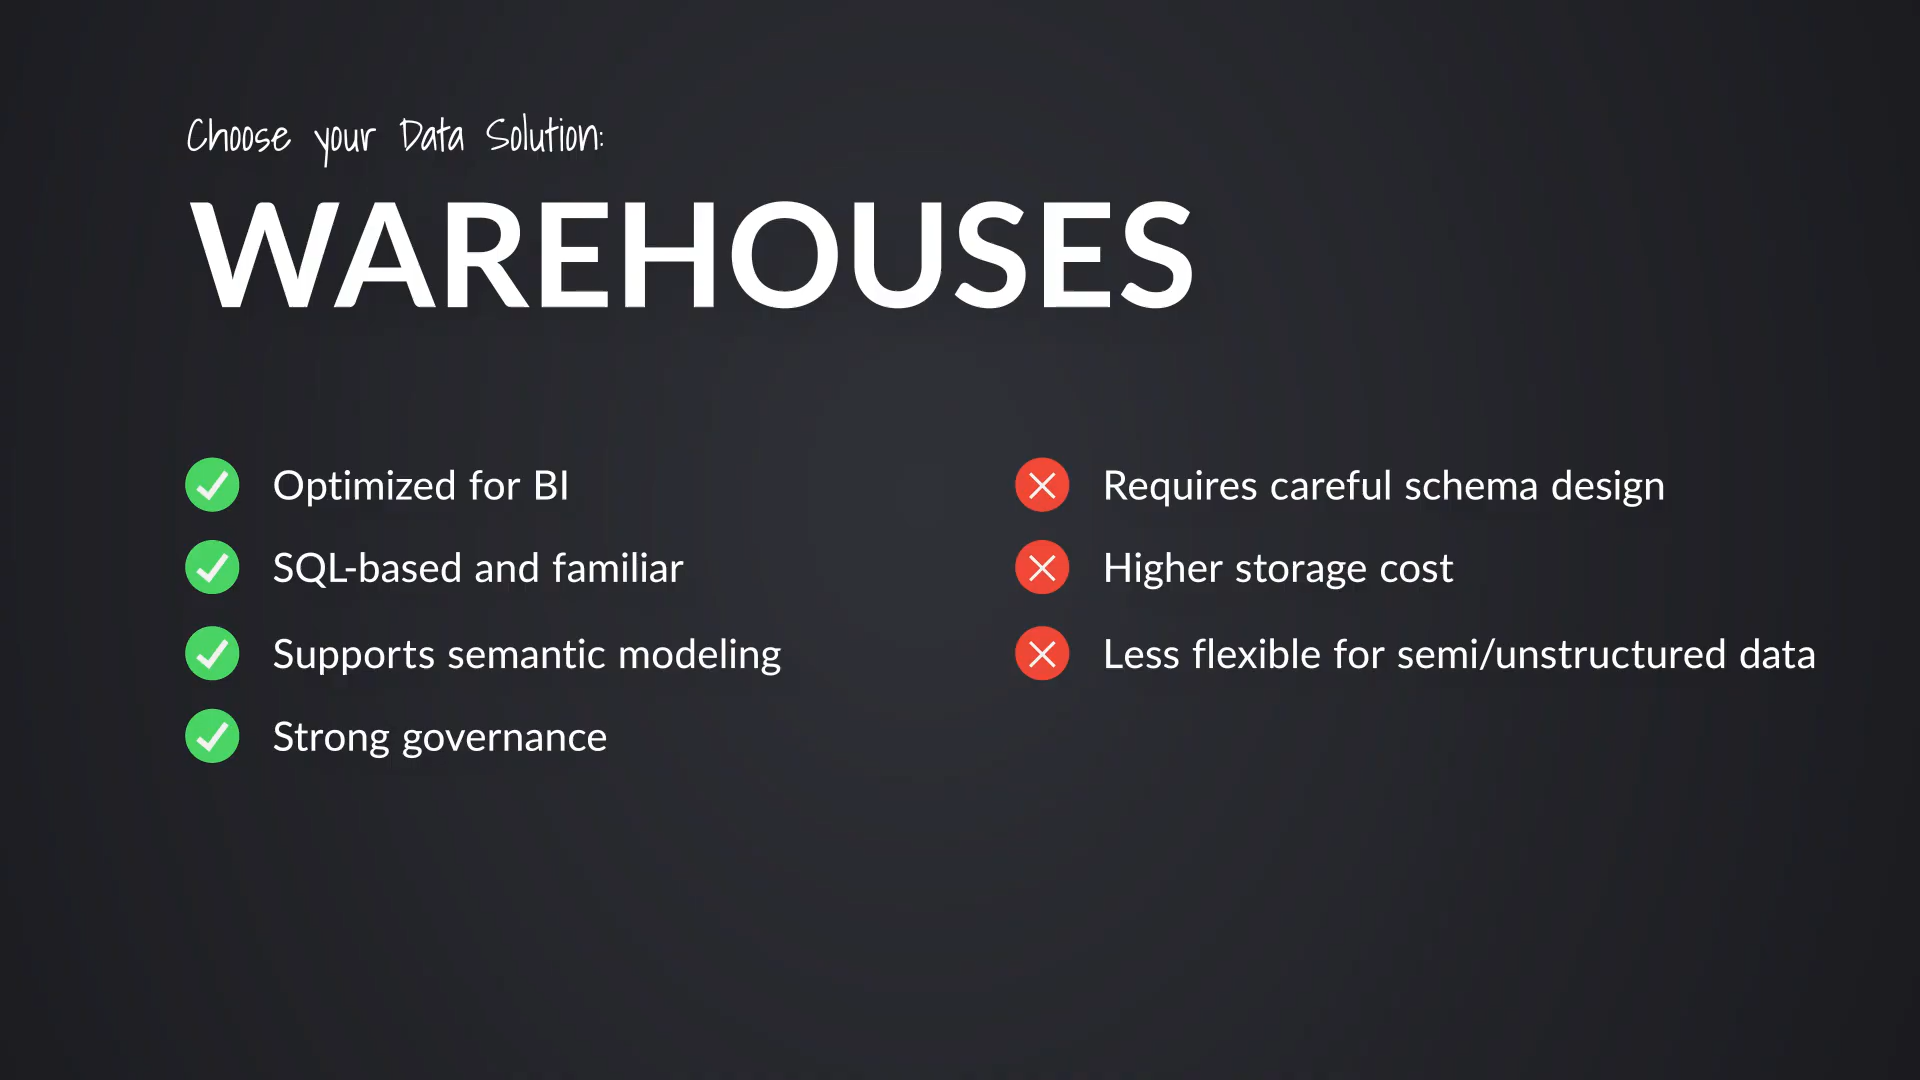 Choose your Data Solution:
WAREHOUSES
Optimized for BI
SQL-based and familiar
Supports semantic modeling
Strong governance
Requires careful schema design
Higher storage cost
Less flexible for semi/unstructured data